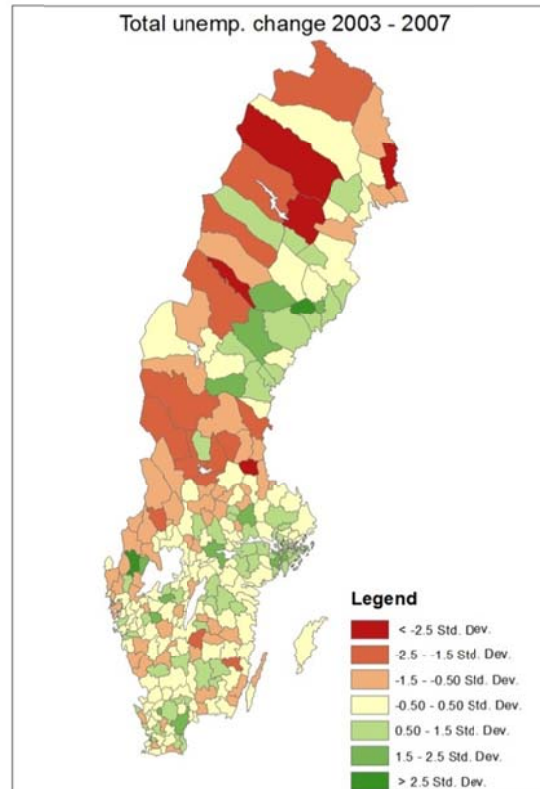 Total unemp. change 2003 - 2007
Legend
< -2.5 Std. Dev.
-2.5 - -1.5 Std. Dev.
-1.5 - -0.50 Std. Dev.
-0.50 - 0.50 Std. Dev.
0.50 - 1.5 Std. Dev.
1.5 - 2.5 Std. Dev.
> 2.5 Std. Dev.